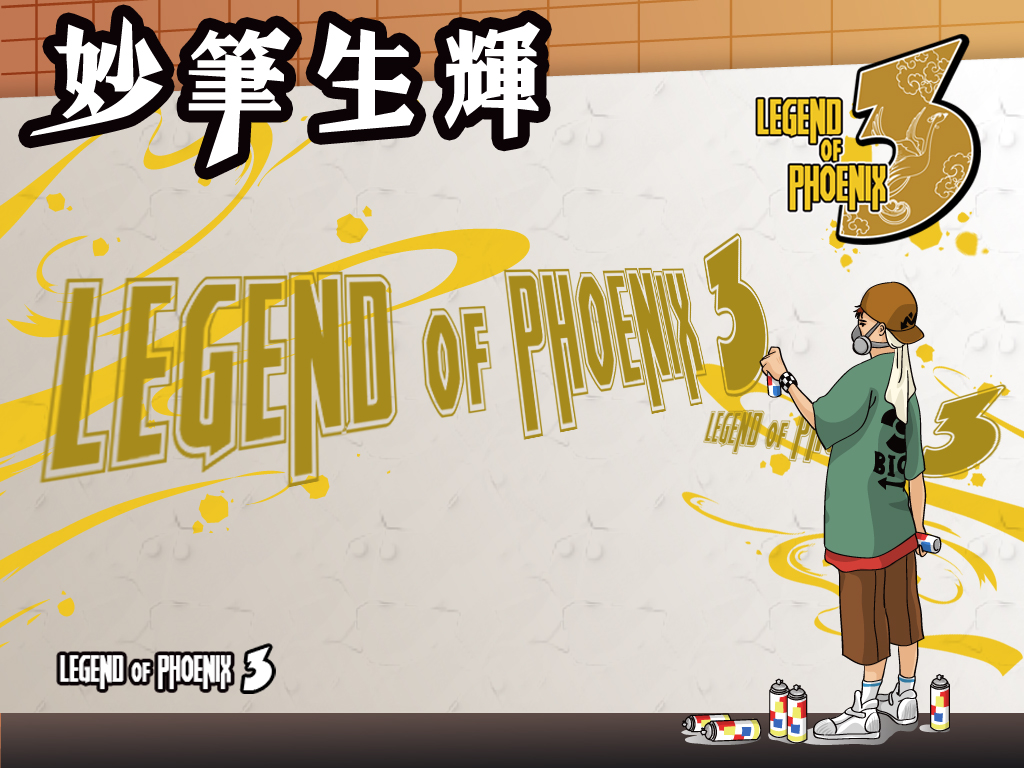 妙筆生輝
LEGEND
OF
PHOENIX
3
LEGEND OF PHOENIX 3
LEGEND OF
3
BIG
LEGEND OF PHOENIX 3